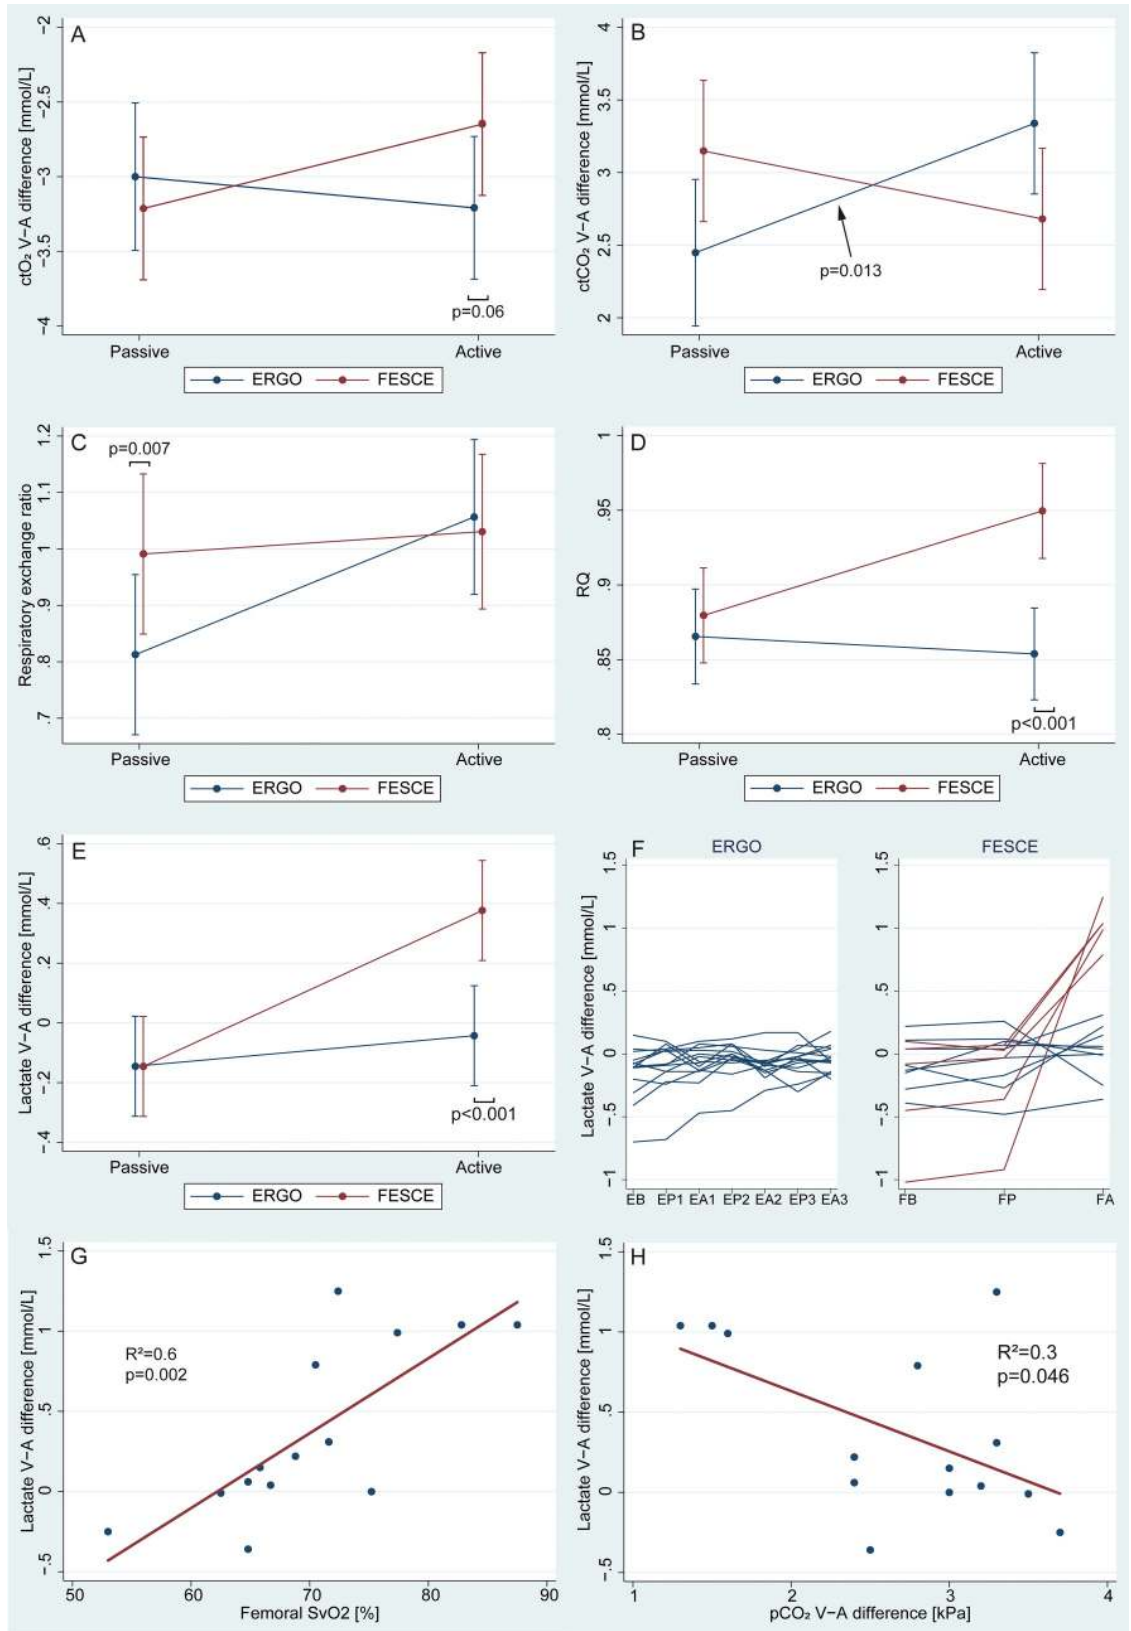 A
ctO₂ V−A difference [mmol/L]
−2
−2.5
−3
−3.5
−4
p=0.06
Passive Active
ERGO FESCE
B
ctCO₂ V−A difference [mmol/L]
4
3.5
3
2.5
2
p=0.013
Passive Active
ERGO FESCE
C
Respiratory exchange ratio
1.2
1.1
1
.9
.8
.7
p=0.007
Passive Active
ERGO FESCE
D
RQ
1
.95
.9
.85
.8
p<0.001
Passive Active
ERGO FESCE
E
Lactate V−A difference [mmol/L]
.6
.4
.2
0
−.2
−.4
p<0.001
Passive Active
ERGO FESCE
F
ERGO
Lactate V−A difference [mmol/L]
1.5
1
.5
0
−.5
−1
EB EP1 EA1 EP2 EA2 EP3 EA3
FESCE
1.5
1
.5
0
−.5
−1
FB FP FA
G
Lactate V−A difference [mmol/L]
1.5
1
.5
0
−.5
R²=0.6
p=0.002
50 60 70 80 90
Femoral SvO2 [%]
H
Lactate V−A difference [mmol/L]
1.5
1
.5
0
−.5
R²=0.3
p=0.046
1 2 3 4
pCO₂ V−A difference [kPa]